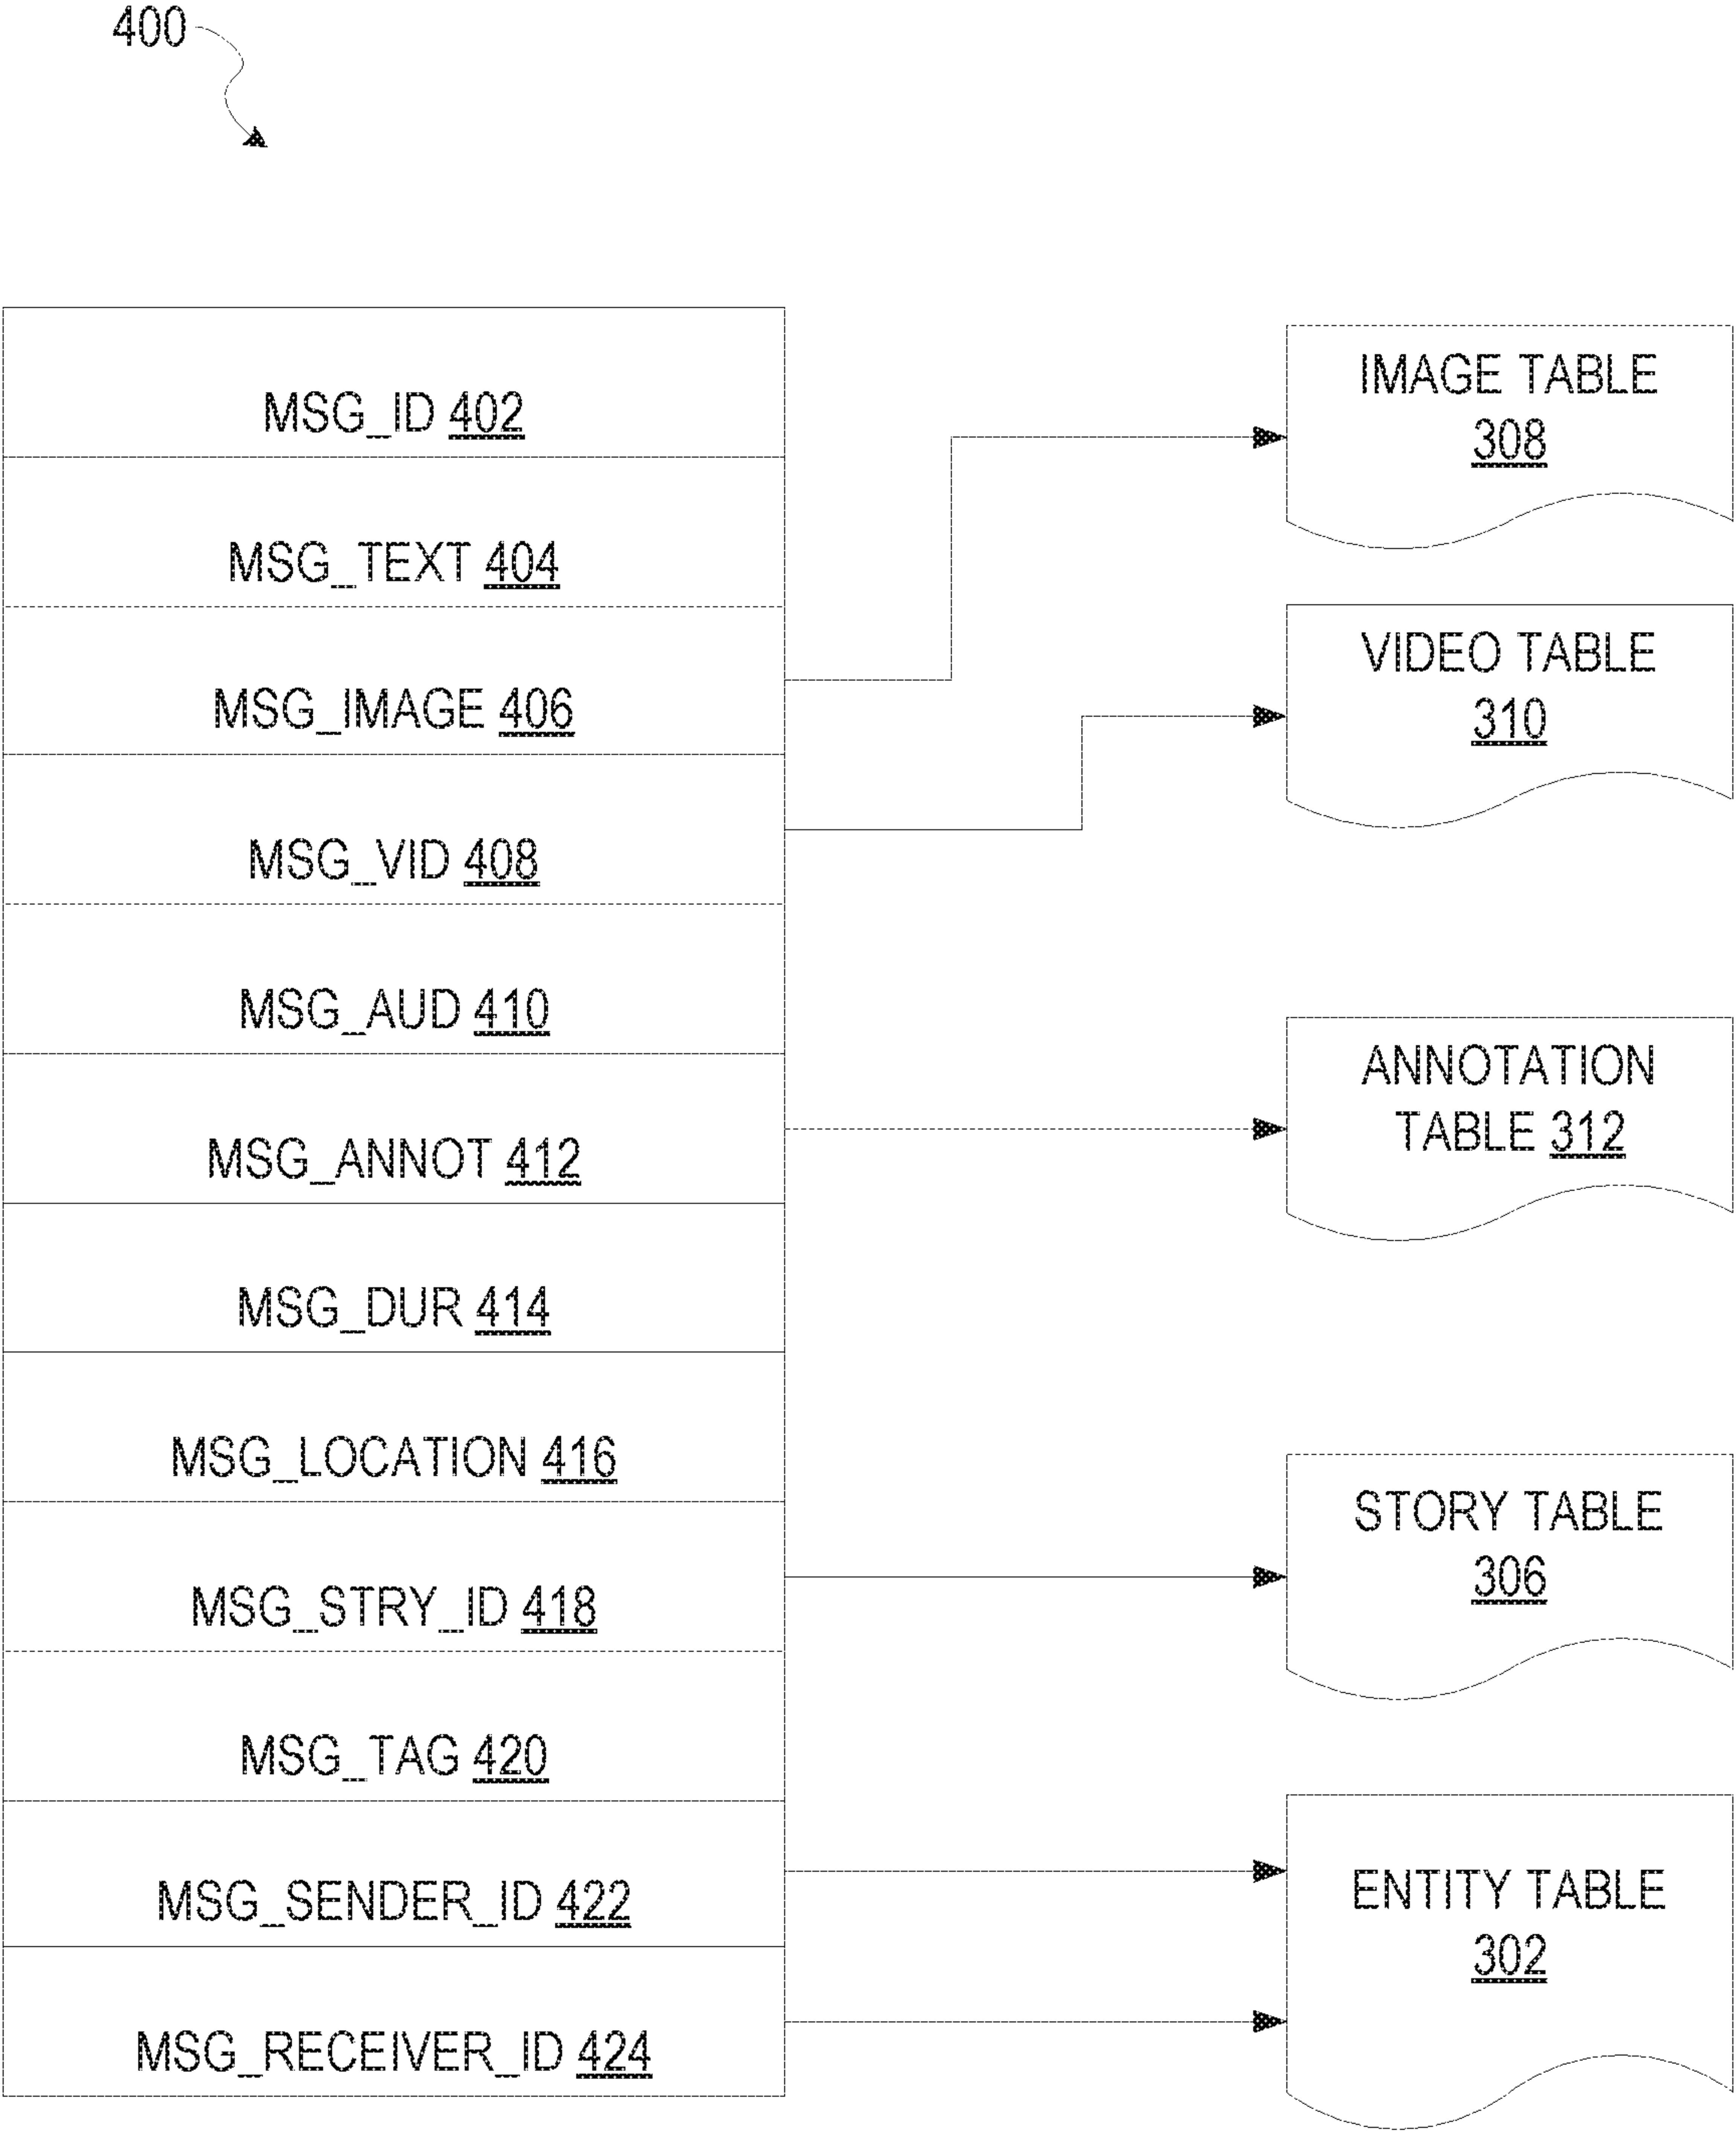 400
MSG_ID 402
MSG_TEXT 404
MSG_IMAGE 406
MSG_VID 408
MSG_AUD 410
MSG_ANNOT 412
MSG_DUR 414
MSG_LOCATION 416
MSG_STRY_ID 418
MSG_TAG 420
MSG_SENDER_ID 422
MSG_RECEIVER_ID 424
IMAGE TABLE
308
VIDEO TABLE
310
ANNOTATION
TABLE 312
STORY TABLE
306
ENTITY TABLE
302